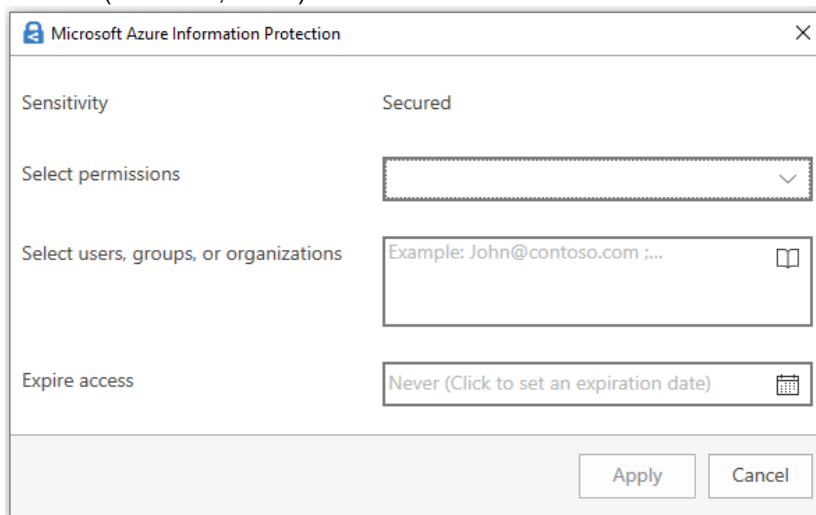 Microsoft Azure Information Protection
Sensitivity Secured
Select permissions
Select users, groups, or organizations Example: John@contoso.com ;...
Expire access Never (Click to set an expiration date)
Apply Cancel